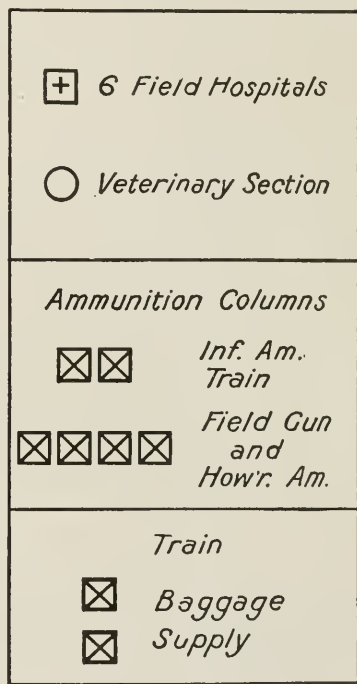 6 Field Hospitals
Veterinary Section
Ammunition Columns
Inf. Am.
Train
Field Gun
and
How'r. Am.
Train
Baggage
Supply